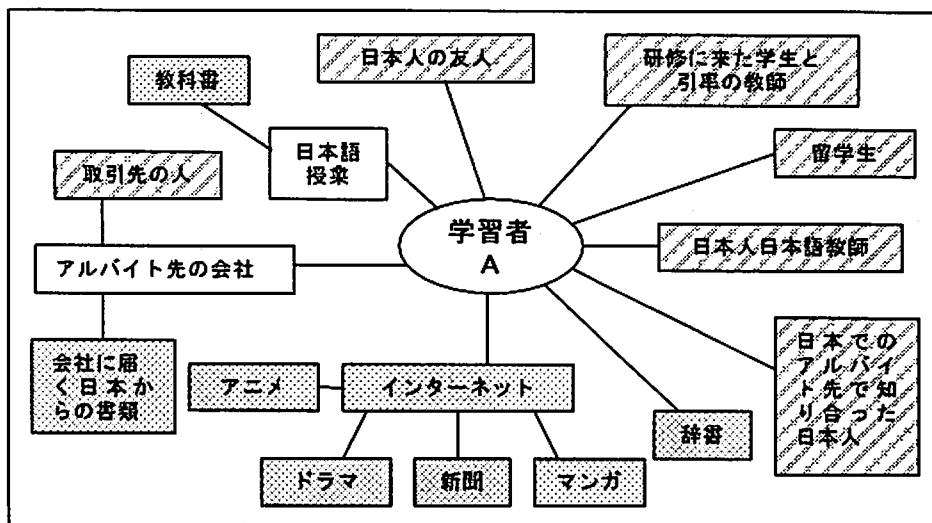 日本人の友人
研修に来た学生と
引率の教師
教科書
日本語
授業
留学生
取引先の人
学習者
A
日本人日本語教師
アルバイト先の会社
会社に届
く日本か
らの書類
アニメ
インターネット
日本での
アルバイ
ト先で知
り合った
日本人
辞書
ドラマ
新聞
マンガ